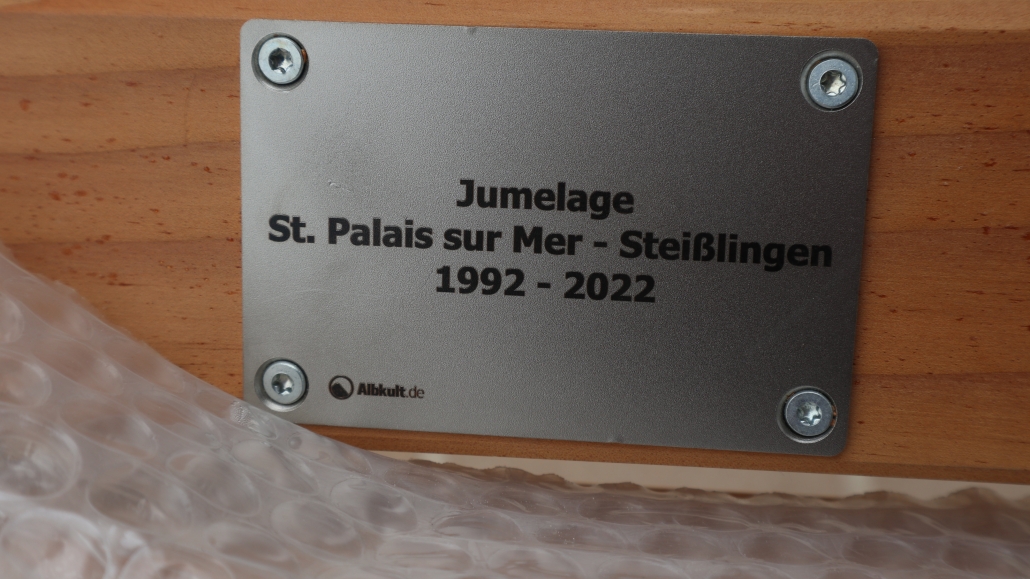 Jumelage
St. Palais sur Mer - Steißlingen
1992 - 2022
Albkult.de